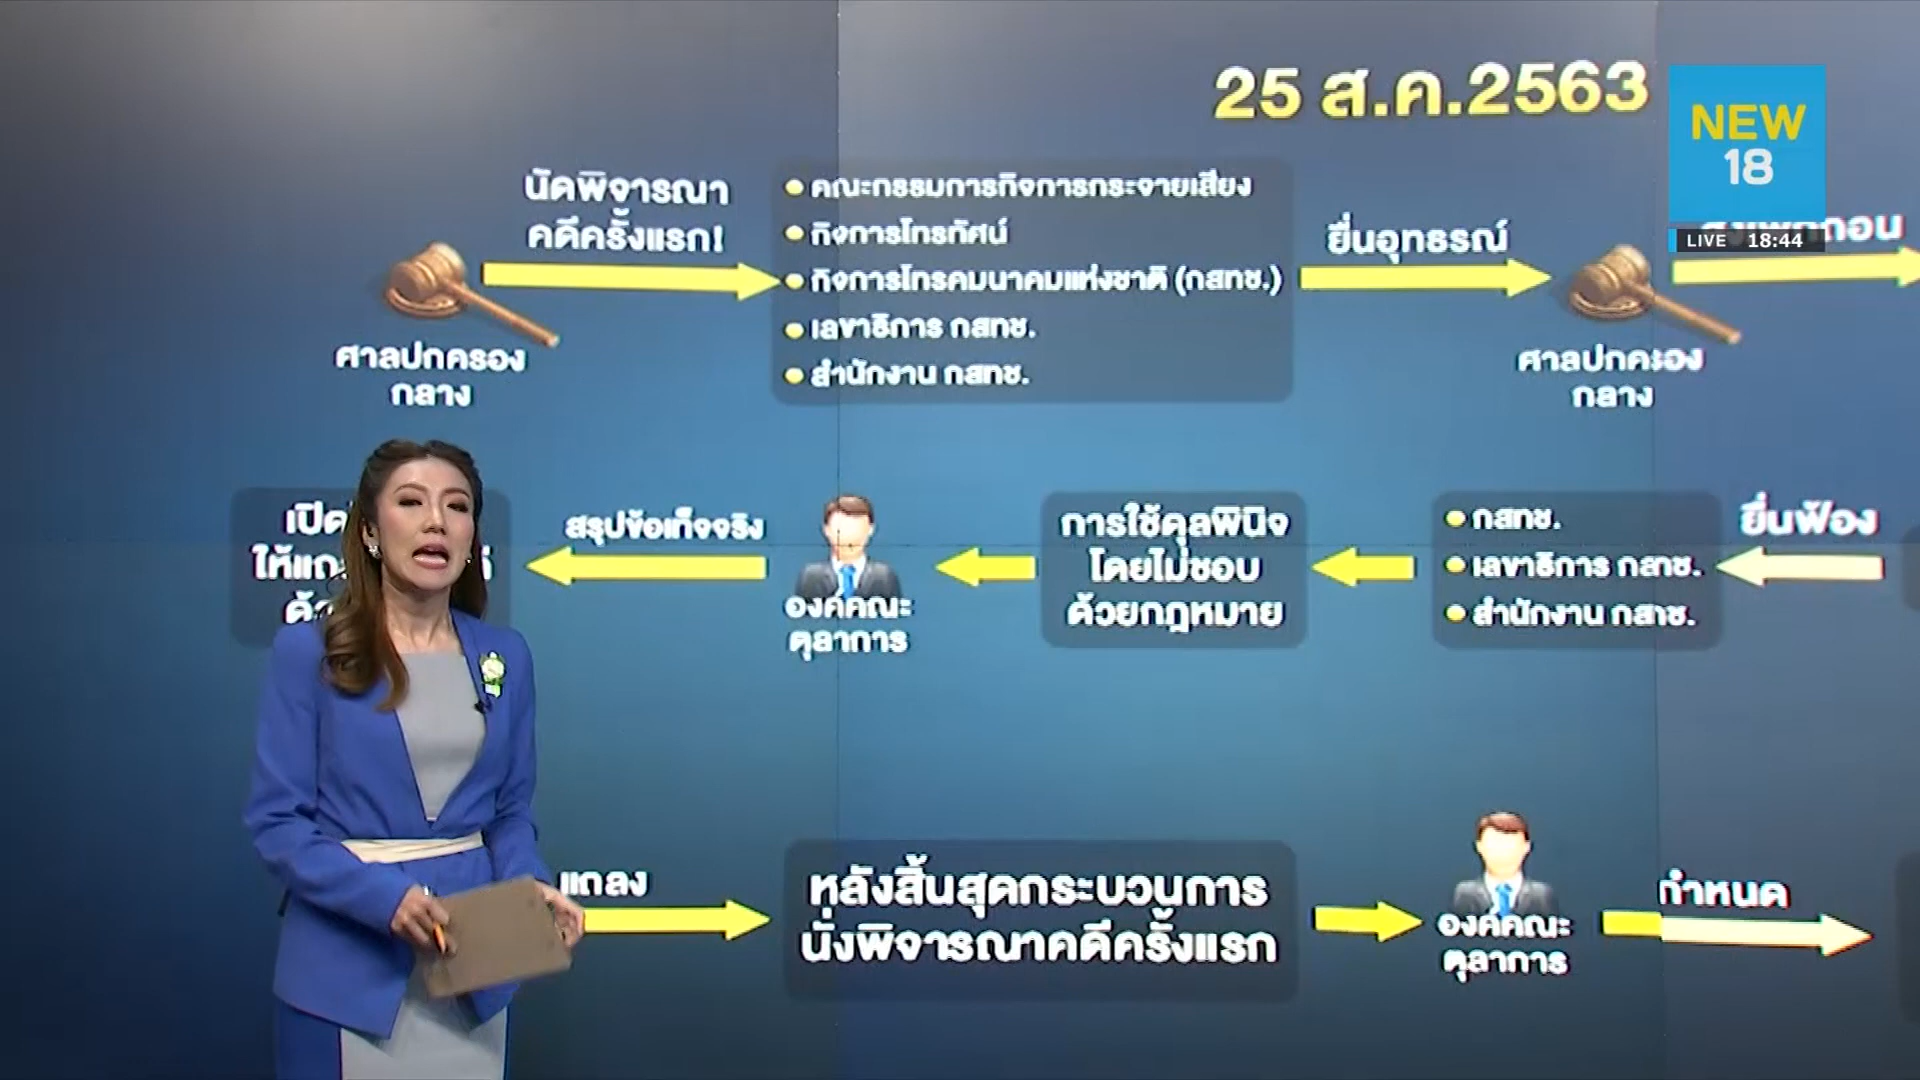 25 ส.ค.2563
NEW
18
LIVE 18:44
นัดพิจารณา
คดีครั้งแรก!
ศาลปกครอง
กลาง
คณะกรรมการกิจการกระจายเสียง
กิจการโทรทัศน์
กิจการโทรคมนาคมแห่งชาติ (กสทช.)
เลขาธิการ กสทช.
สำนักงาน กสทช.
ยื่นอุทธรณ์
ศาลปกครอง
กลาง
เปิด
ให้แถ
ด้ว
สรุปข้อเท็จจริง
องค์คณะ
ตุลาการ
การใช้ดุลพินิจ
โดยไม่ชอบ
ด้วยกฎหมาย
กสทช.
เลขาธิการ กสทช.
สำนักงาน กสทช.
ยื่นฟ้อง
แถลง
หลังสิ้นสุดกระบวนการ
นั่งพิจารณาคดีครั้งแรก
องค์คณะ
ตุลาการ
กำหนด